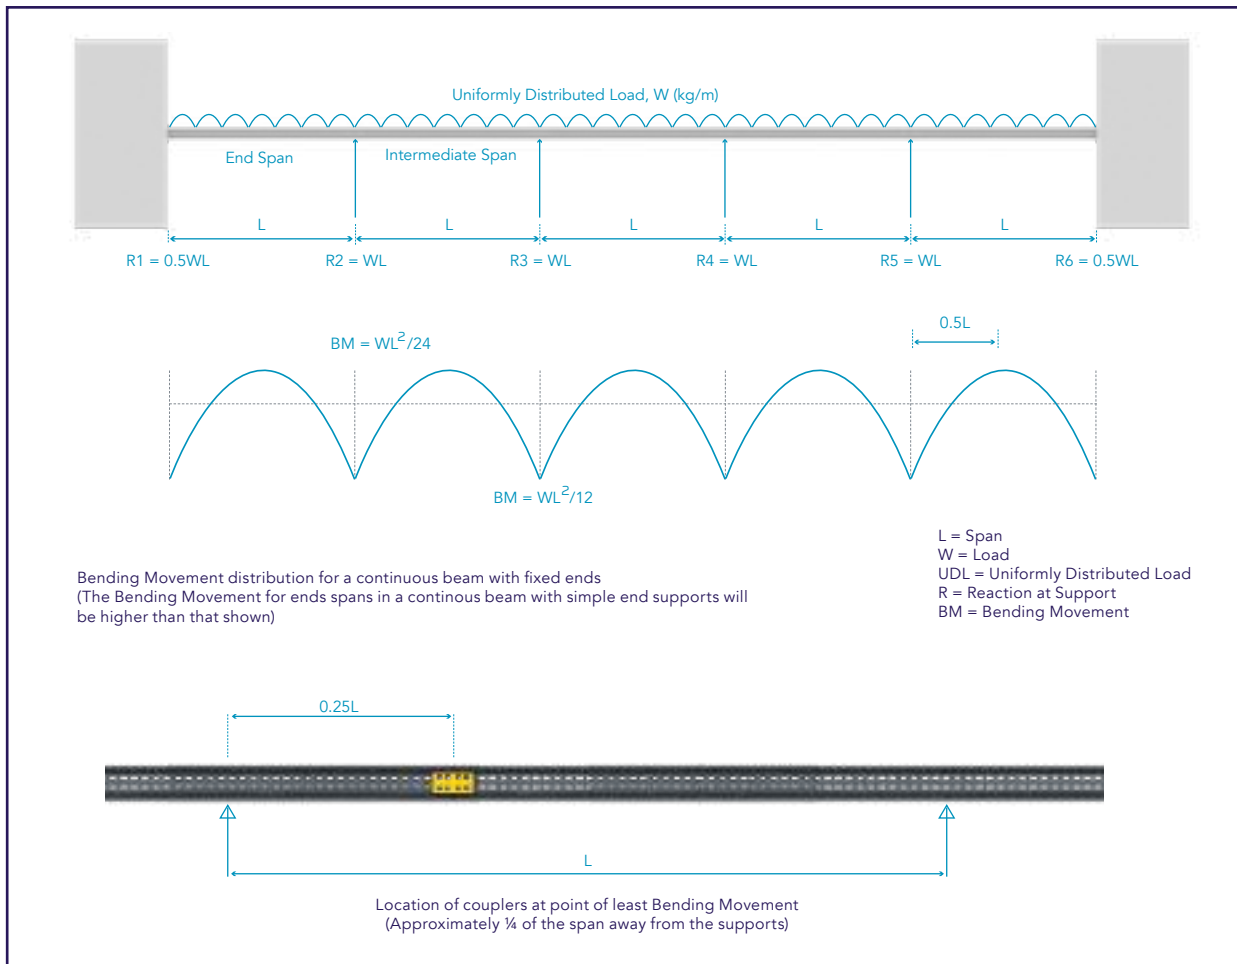 Uniformly Distributed Load, W (kg/m)
End Span
Intermediate Span
L
L
L
L
L
R1 = 0.5WL
R2 = WL
R3 = WL
R4 = WL
R5 = WL
R6 = 0.5WL
0.5L
BM = WL²/24
BM = WL²/12
L = Span
W = Load
UDL = Uniformly Distributed Load
R = Reaction at Support
BM = Bending Movement
Bending Movement distribution for a continuous beam with fixed ends
(The Bending Movement for ends spans in a continous beam with simple end supports will
be higher than that shown)
0.25L
L
Location of couplers at point of least Bending Movement
(Approximately ¼ of the span away from the supports)